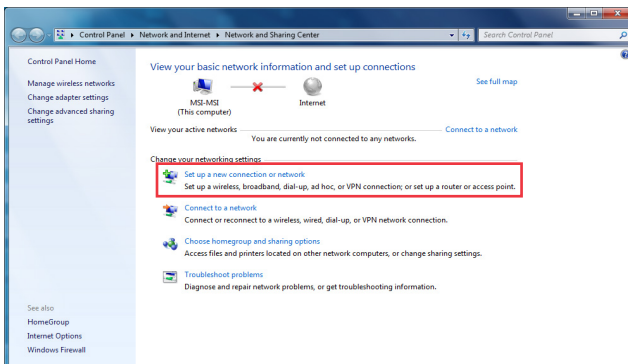 Control Panel ▸ Network and Internet ▸ Network and Sharing Center
Search Control Panel
Control Panel Home
Manage wireless networks
Change adapter settings
Change advanced sharing
settings
View your basic network information and set up connections
See full map
MSI-MSI
(This computer)
Internet
View your active networks
Connect to a network
You are currently not connected to any networks.
Change your networking settings
Set up a new connection or network
Set up a wireless, broadband, dial-up, ad hoc, or VPN connection; or set up a router or access point.
Connect to a network
Connect or reconnect to a wireless, wired, dial-up, or VPN network connection.
Choose homegroup and sharing options
Access files and printers located on other network computers, or change sharing settings.
Troubleshoot problems
Diagnose and repair network problems, or get troubleshooting information.
See also
HomeGroup
Internet Options
Windows Firewall